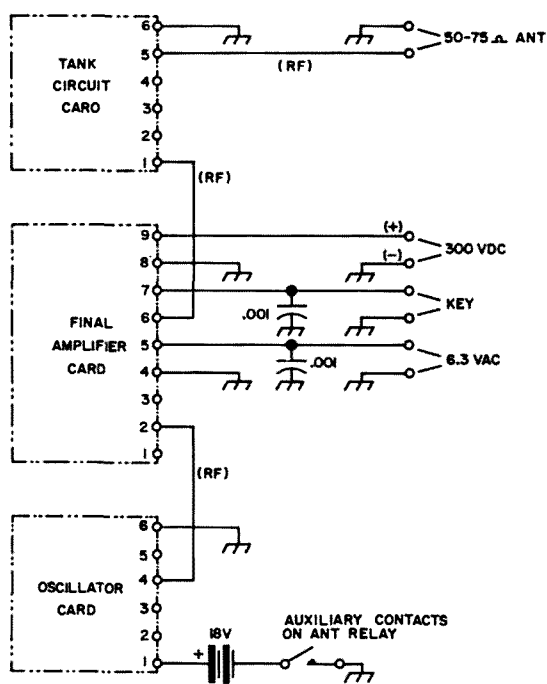 6
5
4
3
2
1
TANK
CIRCUIT
CARD
(RF)
50-75 Ω ANT
(RF)
9
8
7
6
5
4
3
2
1
FINAL
AMPLIFIER
CARD
(+)
(-)
300 VDC
.001
KEY
.001
6.3 VAC
(RF)
6
5
4
3
2
1
OSCILLATOR
CARD
+
18V
AUXILIARY CONTACTS
ON ANT RELAY